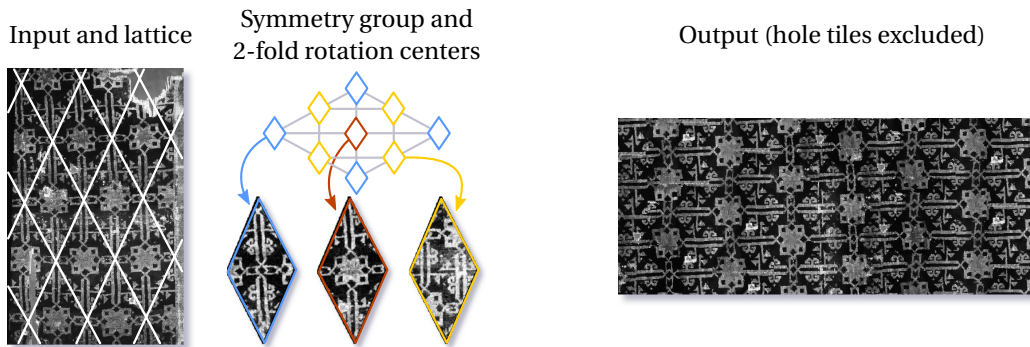 Input and lattice
Symmetry group and
2-fold rotation centers
Output (hole tiles excluded)